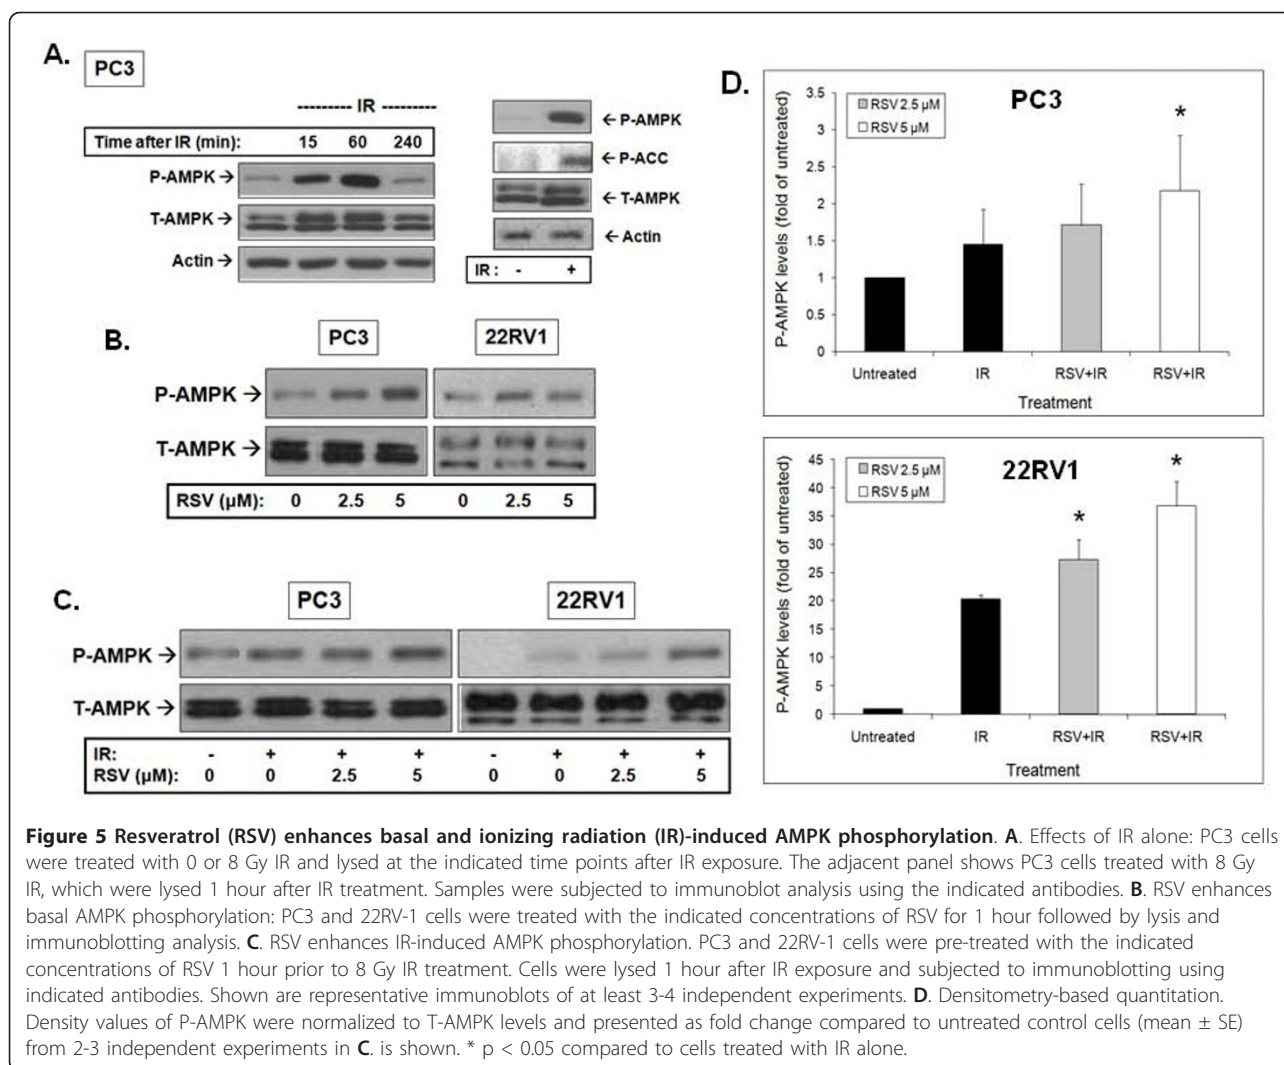 A.
PC3
--------- IR ---------
Time after IR (min): 15 60 240
P-AMPK →
T-AMPK →
Actin →
← P-AMPK
← P-ACC
← T-AMPK
← Actin
IR : - +
B.
PC3 22RV1
P-AMPK →
T-AMPK →
RSV (µM): 0 2.5 5 0 2.5 5
C.
PC3 22RV1
P-AMPK →
T-AMPK →
IR: - + + + - + + +
RSV (µM): 0 0 2.5 5 0 0 2.5 5
D.
PC3
RSV 2.5 µM
RSV 5 µM
*
P-AMPK levels (fold of untreated)
3.5
3
2.5
2
1.5
1
0.5
0
Untreated IR RSV+IR RSV+IR
Treatment
22RV1
RSV 2.5 µM
RSV 5 µM
*
*
P-AMPK levels (fold of untreated)
45
40
35
30
25
20
15
10
5
0
Untreated IR RSV+IR RSV+IR
Treatment
Figure 5 Resveratrol (RSV) enhances basal and ionizing radiation (IR)-induced AMPK phosphorylation. A. Effects of IR alone: PC3 cells
were treated with 0 or 8 Gy IR and lysed at the indicated time points after IR exposure. The adjacent panel shows PC3 cells treated with 8 Gy
IR, which were lysed 1 hour after IR treatment. Samples were subjected to immunoblot analysis using the indicated antibodies. B. RSV enhances
basal AMPK phosphorylation: PC3 and 22RV-1 cells were treated with the indicated concentrations of RSV for 1 hour followed by lysis and
immunoblotting analysis. C. RSV enhances IR-induced AMPK phosphorylation. PC3 and 22RV-1 cells were pre-treated with the indicated
concentrations of RSV 1 hour prior to 8 Gy IR treatment. Cells were lysed 1 hour after IR exposure and subjected to immunoblotting using
indicated antibodies. Shown are representative immunoblots of at least 3-4 independent experiments. D. Densitometry-based quantitation.
Density values of P-AMPK were normalized to T-AMPK levels and presented as fold change compared to untreated control cells (mean ± SE)
from 2-3 independent experiments in C. is shown. * p < 0.05 compared to cells treated with IR alone.